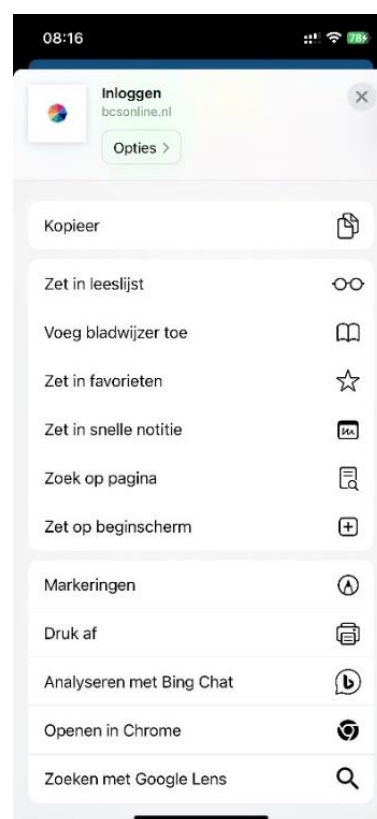 08:16
78
Inloggen
bcsonline.nl
Opties >
Kopieer
Zet in leeslijst
Voeg bladwijzer toe
Zet in favorieten
Zet in snelle notitie
Zoek op pagina
Zet op beginscherm
Markeringen
Druk af
Analyseren met Bing Chat
Openen in Chrome
Zoeken met Google Lens